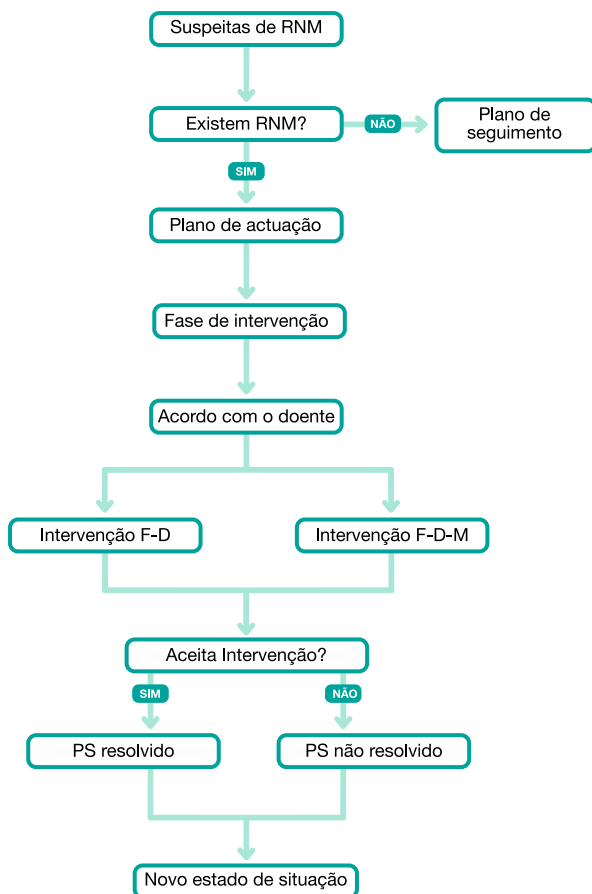 Suspeitas de RNM
Existem RNM?
NÃO
Plano de
seguimento
SIM
Plano de actuação
Fase de intervenção
Acordo com o doente
Intervenção F-D
Intervenção F-D-M
Aceita Intervenção?
SIM
NÃO
PS resolvido
PS não resolvido
Novo estado de situação